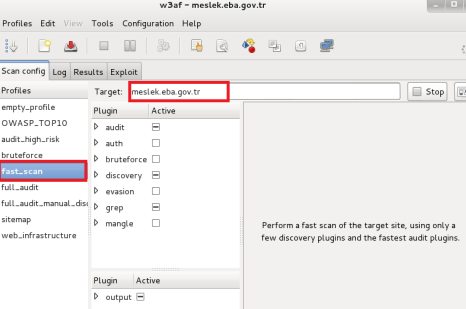 w3af - meslek.eba.gov.tr
Profiles Edit View Tools Configuration Help
Scan config Log Results Exploit
Profiles
empty_profile
OWASP_TOP10
audit_high_risk
bruteforce
fast_scan
full_audit
full_audit_manual_disc
sitemap
web_infrastructure
Target: meslek.eba.gov.tr
Stop
Plugin Active
audit
auth
bruteforce
discovery
evasion
grep
mangle
Plugin Active
output
Perform a fast scan of the target site, using only a
few discovery plugins and the fastest audit plugins.